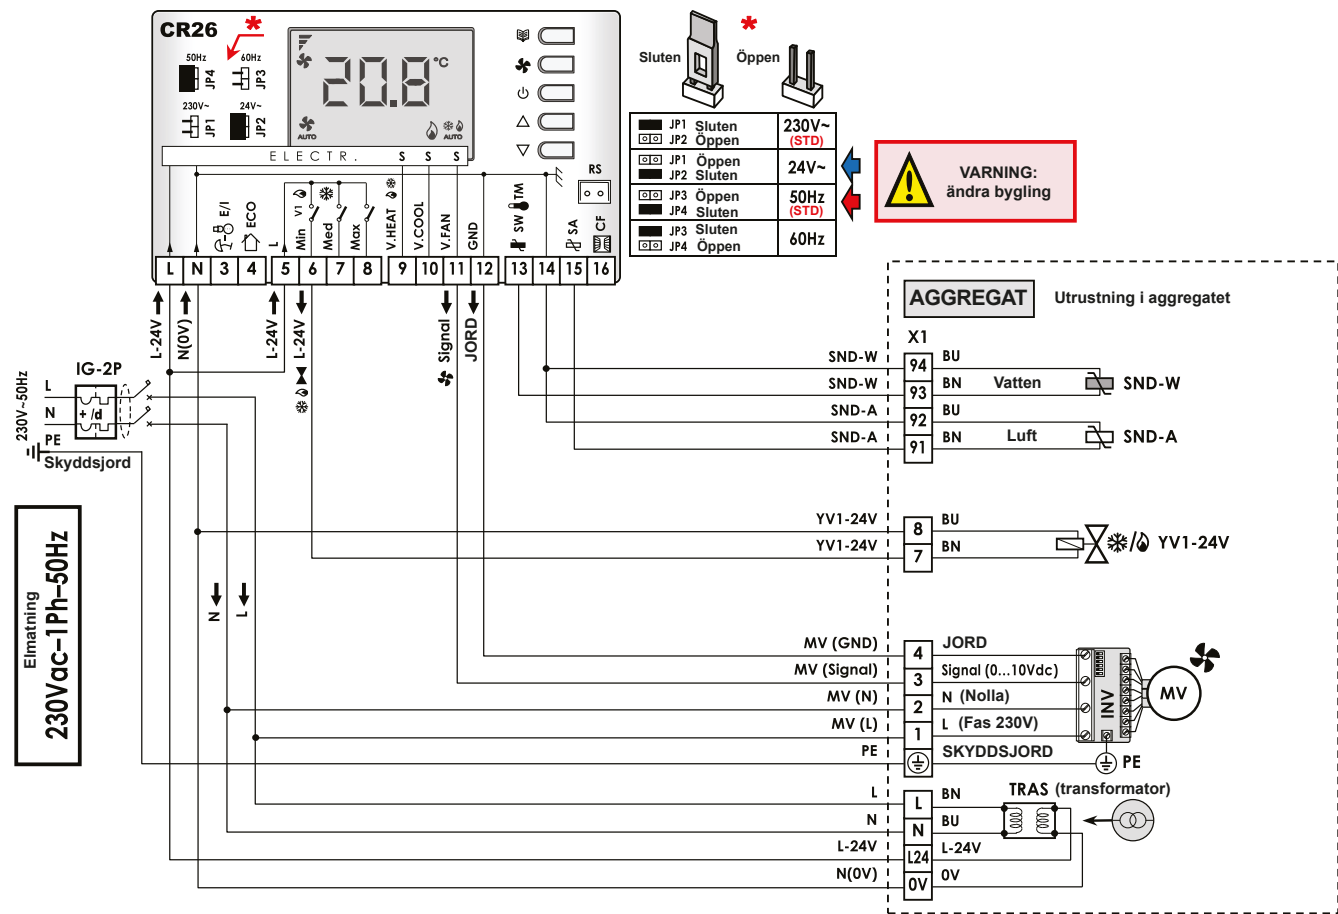 CR26
*
50Hz
JP4
60Hz
JP3
230V~
JP1
24V~
JP2
20.8 °C
AUTO
AUTO
ELECTR. S S S
E/I
ECO
L
Min V1
Med
Max
V.HEAT
V.COOL
V.FAN
GND
SW TM
SA
RS
CF
L N 3 4 5 6 7 8 9 10 11 12 13 14 15 16
L-24V
N(0V)
L-24V
L-24V
Signal
JORD
Sluten
*
Öppen
JP1 Sluten
JP2 Öppen
230V~
(STD)
JP1 Öppen
JP2 Sluten
24V~
JP3 Öppen
JP4 Sluten
50Hz
(STD)
JP3 Sluten
JP4 Öppen
60Hz
VARNING:
ändra bygling
AGGREGAT
Utrustning i aggregatet
X1
SND-W 94 BU
SND-W 93 BN Vatten SND-W
SND-A 92 BU
SND-A 91 BN Luft SND-A
230V~50Hz
L
N
PE
Skyddsjord
IG-2P
+ /d
Elmatning
230Vac–1Ph–50Hz
N
L
YV1-24V 8 BU
YV1-24V 7 BN
YV1-24V
/
MV (GND) 4 JORD
MV (Signal) 3 Signal (0...10Vdc)
MV (N) 2 N (Nolla)
MV (L) 1 L (Fas 230V)
PE SKYDDSJORD
INV
MV
PE
TRAS (transformator)
L L BN
N N BU
L-24V L24 L-24V
N(0V) 0V 0V